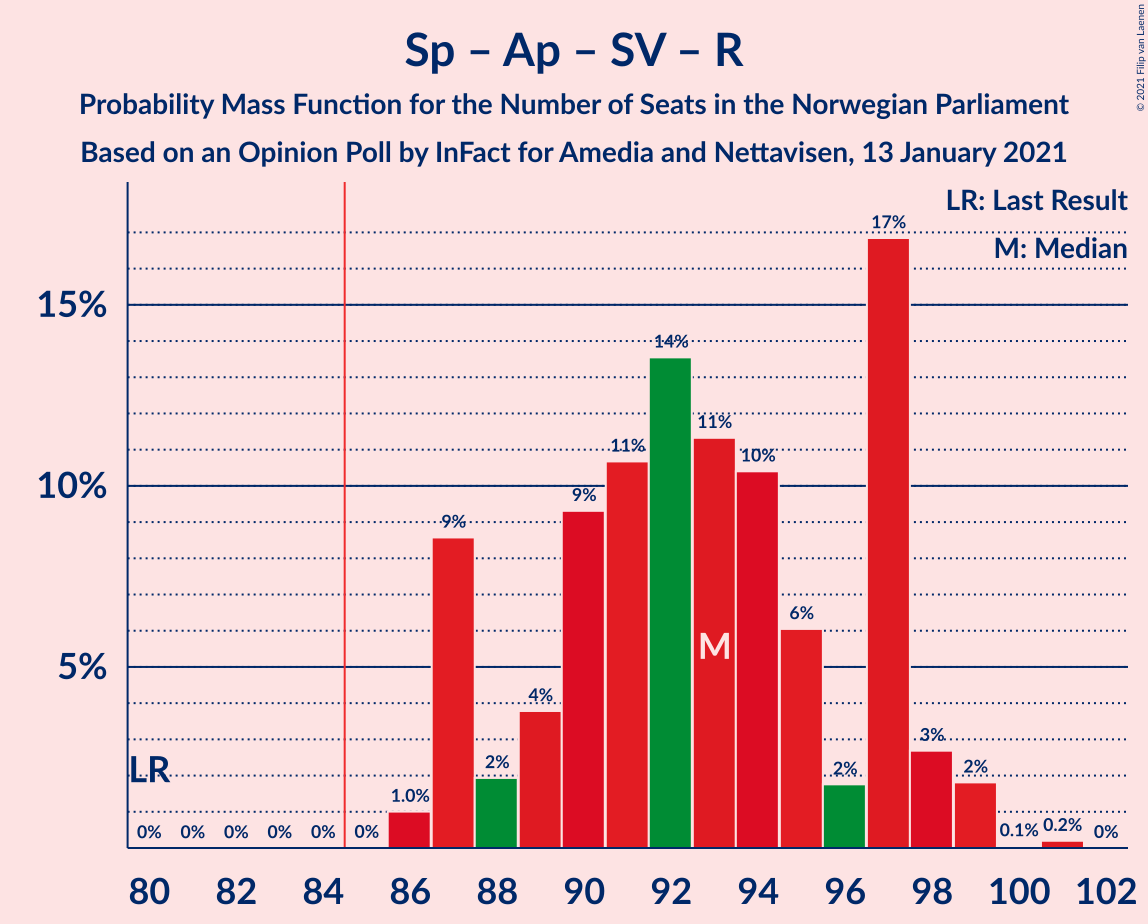 Sp – Ap – SV – R
Probability Mass Function for the Number of Seats in the Norwegian Parliament
Based on an Opinion Poll by InFact for Amedia and Nettavisen, 13 January 2021
© 2021 Filip van Laenen
LR: Last Result
M: Median
15%
10%
5%
LR
M
0% 0% 0% 0% 0% 0% 1.0% 9% 2% 4% 9% 11% 14% 11% 10% 6% 2% 17% 3% 2% 0.1% 0.2% 0%
80 82 84 86 88 90 92 94 96 98 100 102